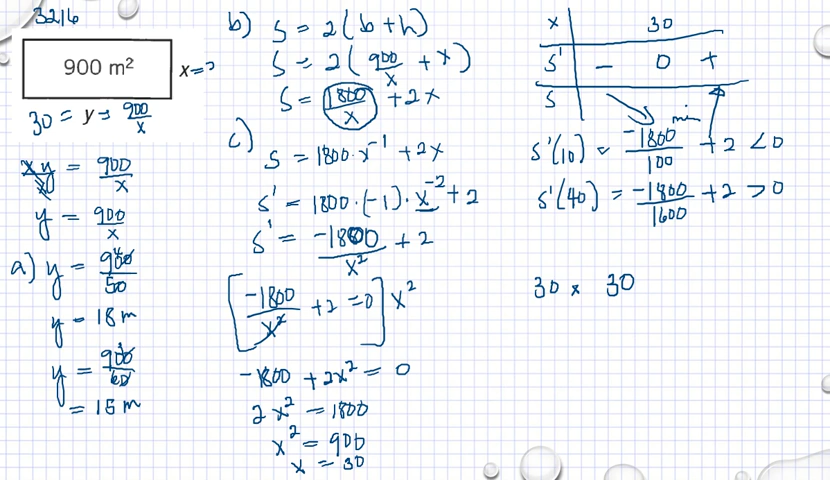 3216
900 m²
x=?
30 = y = 900/x
xy/x = 900/x
y = 900/x
a) y = 900/50
y = 18 m
y = 900/60
= 15 m
b) S = 2(b+h)
S = 2(900/x + x)
S = 1800/x + 2x
c)
S = 1800·x⁻¹ + 2x
S' = 1800·(-1)·x⁻² + 2
S' = -1800/x² + 2
[-1800/x² + 2 = 0] x²
-1800 + 2x² = 0
2x² = 1800
x² = 900
x = 30
x 30
S' - 0 +
S min
S'(10) = -1800/100 + 2 < 0
S'(40) = -1800/1600 + 2 > 0
30 × 30